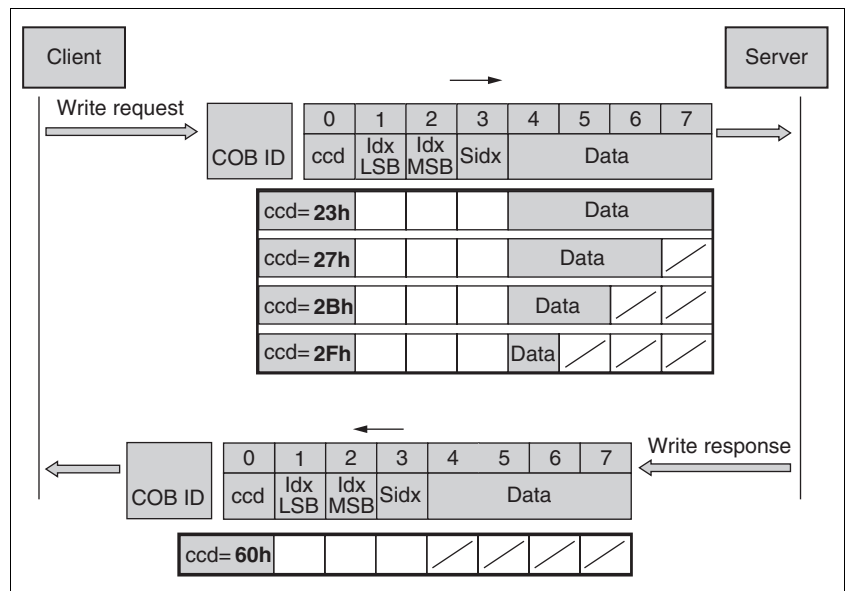 Client
Server
Write request
COB ID
0 1 2 3 4 5 6 7
ccd Idx LSB Idx MSB Sidx Data
ccd= 23h Data
ccd= 27h Data
ccd= 2Bh Data
ccd= 2Fh Data
Write response
COB ID
0 1 2 3 4 5 6 7
ccd Idx LSB Idx MSB Sidx Data
ccd= 60h